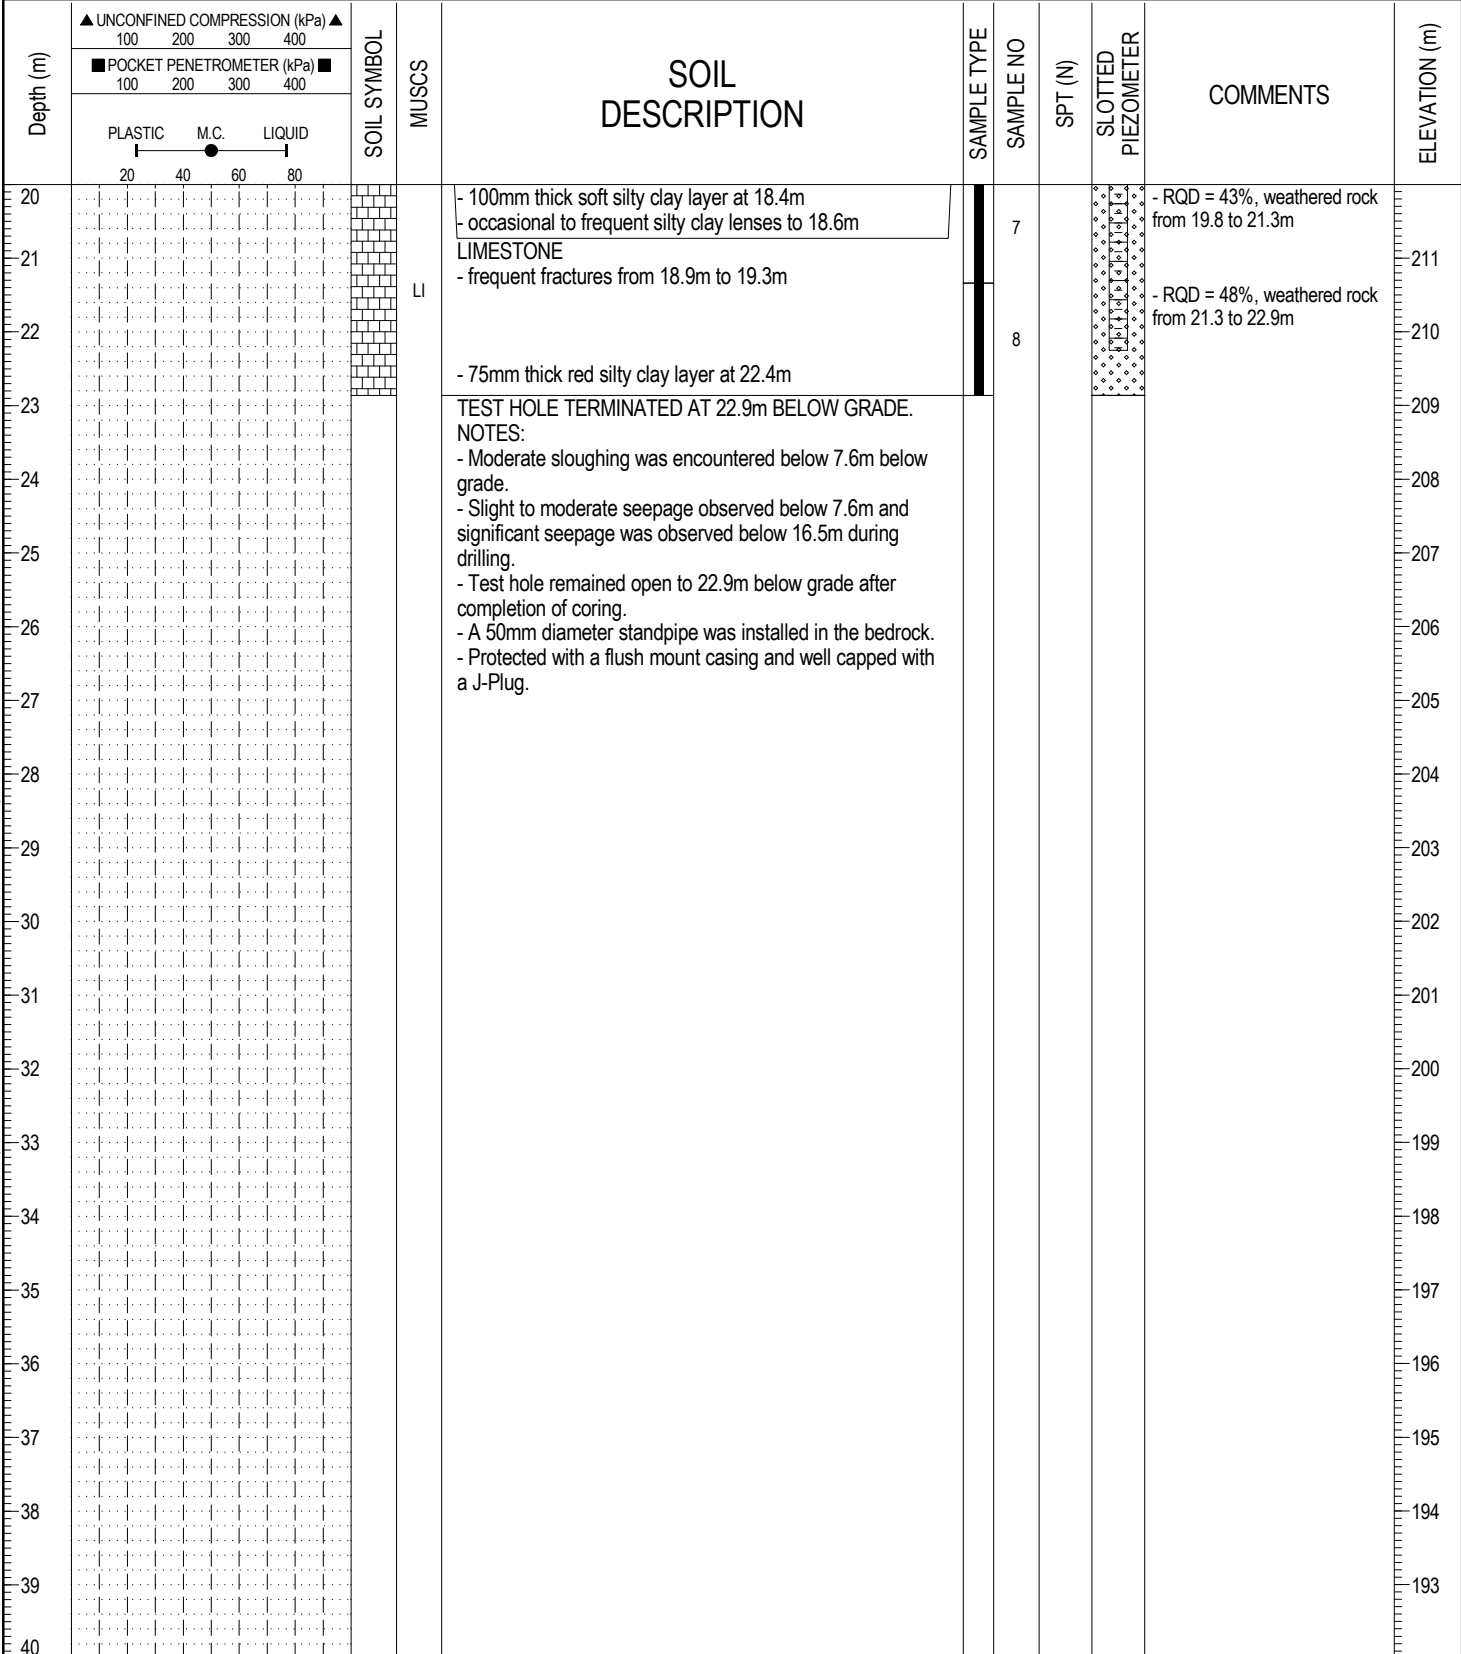 Depth (m)
▲ UNCONFINED COMPRESSION (kPa) ▲
100 200 300 400
■ POCKET PENETROMETER (kPa) ■
100 200 300 400
PLASTIC M.C. LIQUID
20 40 60 80
SOIL SYMBOL
MUSCS
SOIL
DESCRIPTION
SAMPLE TYPE
SAMPLE NO
SPT (N)
SLOTTED
PIEZOMETER
COMMENTS
ELEVATION (m)
20
21
22
23
24
25
26
27
28
29
30
31
32
33
34
35
36
37
38
39
40
LI
- 100mm thick soft silty clay layer at 18.4m
- occasional to frequent silty clay lenses to 18.6m
LIMESTONE
- frequent fractures from 18.9m to 19.3m
- 75mm thick red silty clay layer at 22.4m
TEST HOLE TERMINATED AT 22.9m BELOW GRADE.
NOTES:
- Moderate sloughing was encountered below 7.6m below
grade.
- Slight to moderate seepage observed below 7.6m and
significant seepage was observed below 16.5m during
drilling.
- Test hole remained open to 22.9m below grade after
completion of coring.
- A 50mm diameter standpipe was installed in the bedrock.
- Protected with a flush mount casing and well capped with
a J-Plug.
7
8
- RQD = 43%, weathered rock
from 19.8 to 21.3m
- RQD = 48%, weathered rock
from 21.3 to 22.9m
211
210
209
208
207
206
205
204
203
202
201
200
199
198
197
196
195
194
193